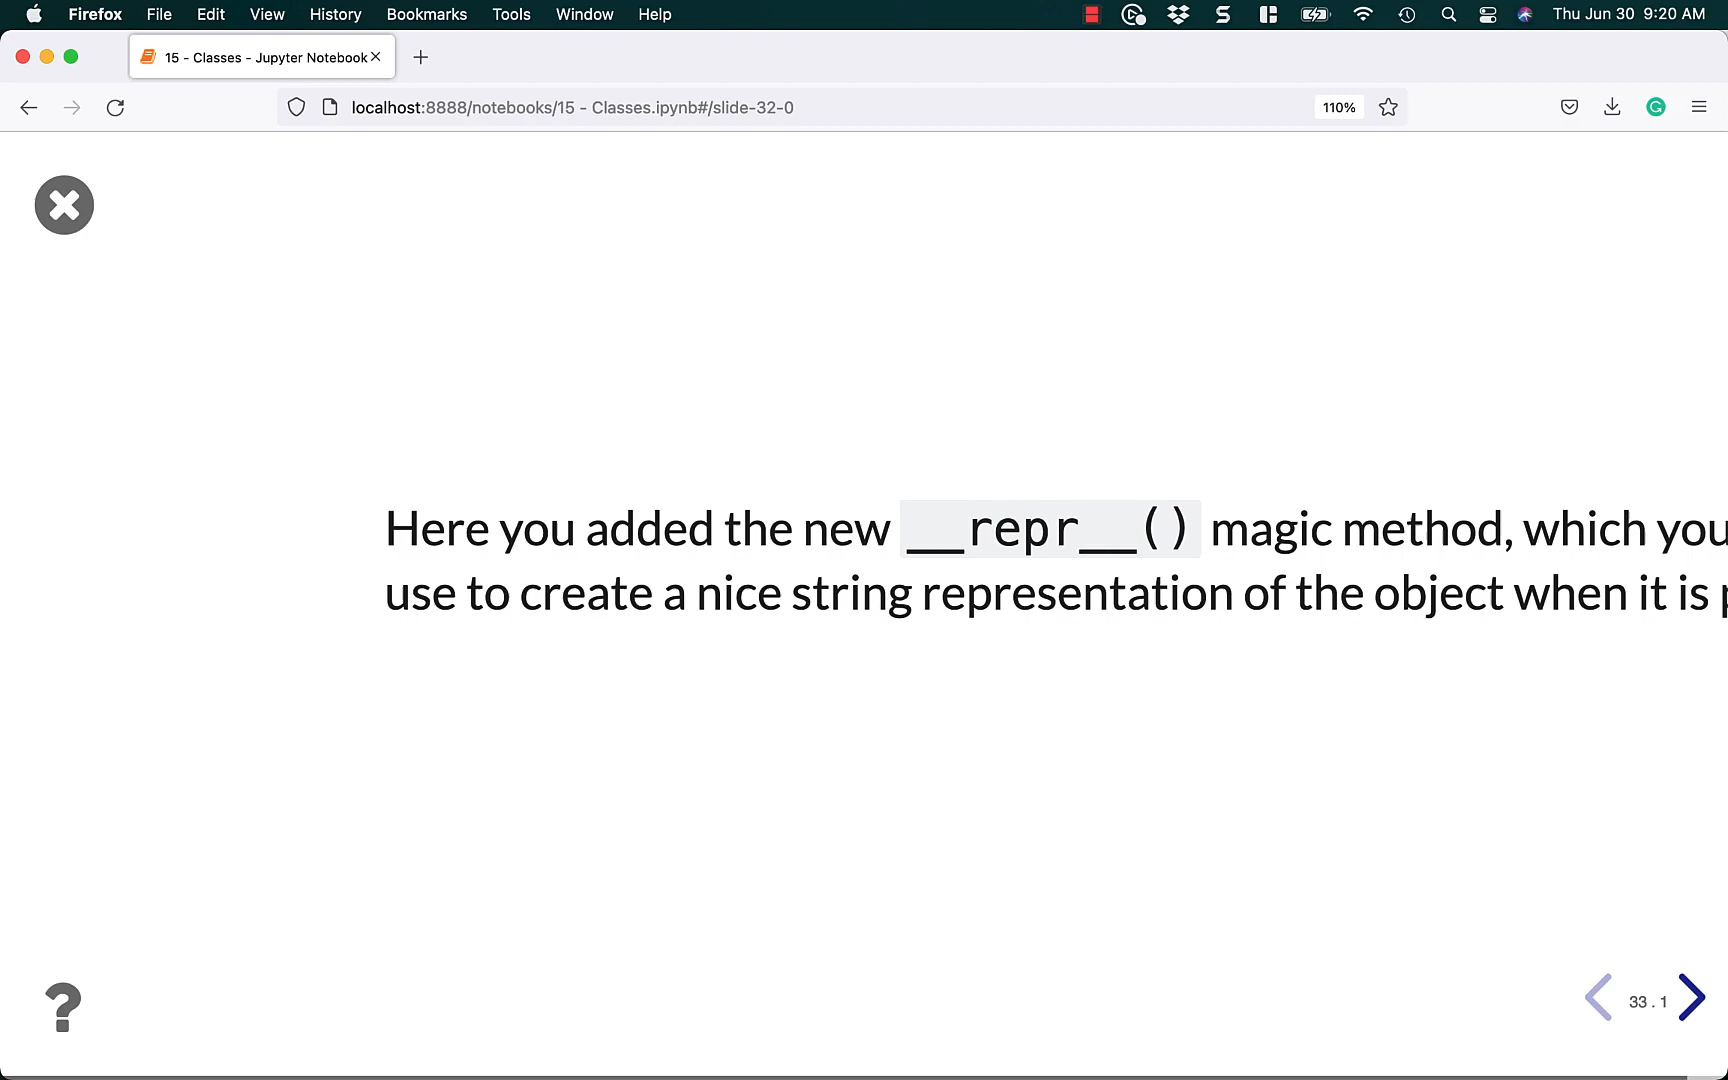 Firefox File Edit View History Bookmarks Tools Window Help Thu Jun 30 9:20 AM
15 - Classes - Jupyter Notebook
localhost:8888/notebooks/15 - Classes.ipynb#/slide-32-0 110%
Here you added the new __repr__() magic method, which you
use to create a nice string representation of the object when it is
33.1